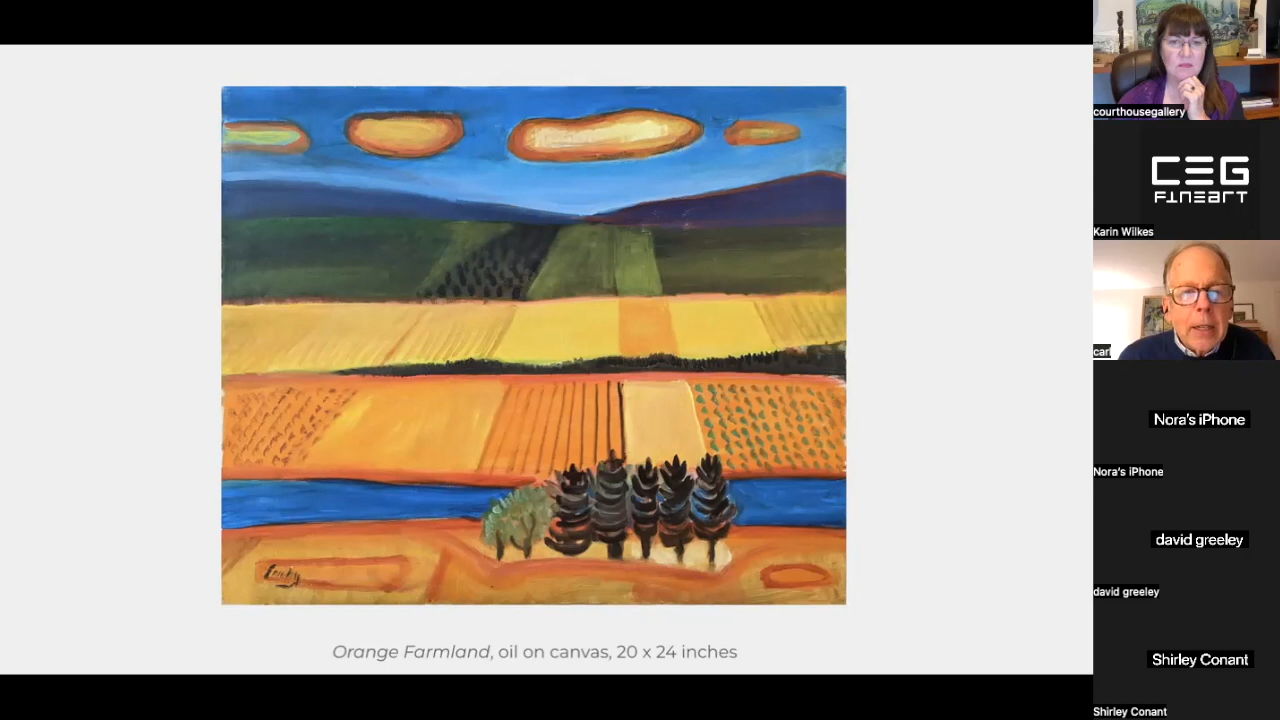 Orange Farmland, oil on canvas, 20 x 24 inches
courthousegallery
CEG
FINEART
Karin Wilkes
carl
Nora's iPhone
Nora's iPhone
david greeley
david greeley
Shirley Conant
Shirley Conant